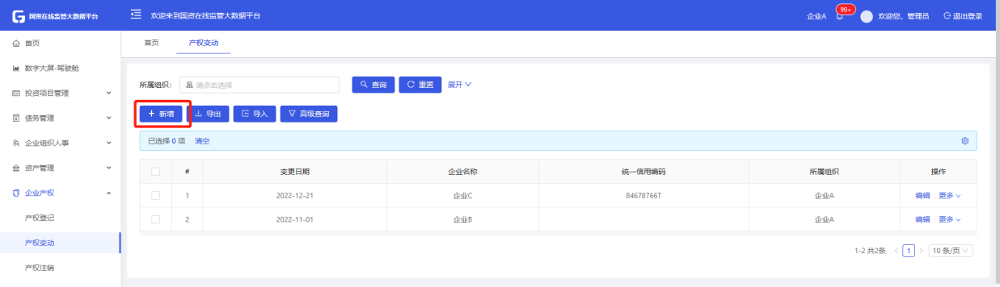 国资在线监管大数据平台
欢迎来到国资在线监管大数据平台
企业A 99+ 欢迎您，管理员 退出登录
首页
数字大屏-驾驶舱
投资项目管理
债务管理
企业组织人事
资产管理
企业产权
产权登记
产权变动
产权注销
首页 产权变动
所属组织： 请点击选择 查询 重置 展开
+ 新增 导出 导入 高级查询
已选择 0 项 清空
# 变更日期 企业名称 统一信用编码 所属组织 操作
1 2022-12-21 企业C 84678766T 企业A 编辑 更多
2 2022-11-01 企业B 企业A 编辑 更多
1-2 共2条 < 1 > 10 条/页